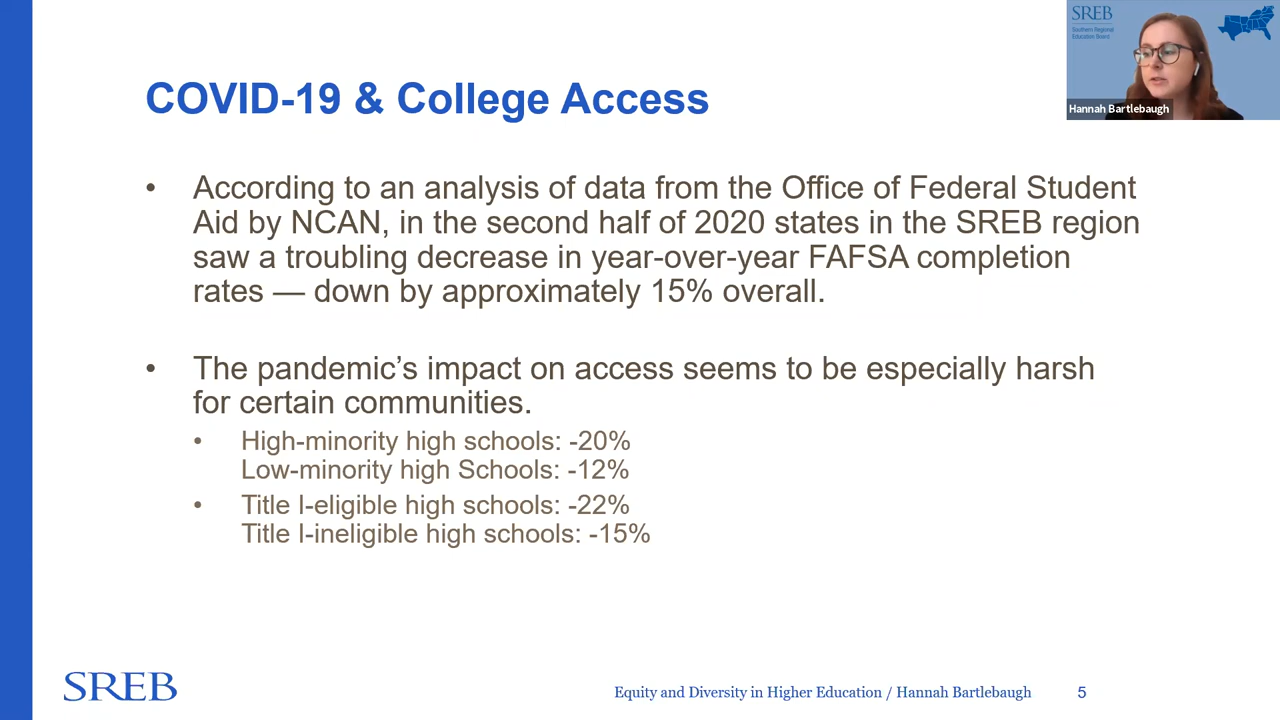 SREB
Southern Regional
Education Board
Hannah Bartlebaugh
COVID-19 & College Access
• According to an analysis of data from the Office of Federal Student
Aid by NCAN, in the second half of 2020 states in the SREB region
saw a troubling decrease in year-over-year FAFSA completion
rates — down by approximately 15% overall.
• The pandemic’s impact on access seems to be especially harsh
for certain communities.
• High-minority high schools: -20%
Low-minority high Schools: -12%
• Title I-eligible high schools: -22%
Title I-ineligible high schools: -15%
SREB
Equity and Diversity in Higher Education / Hannah Bartlebaugh 5